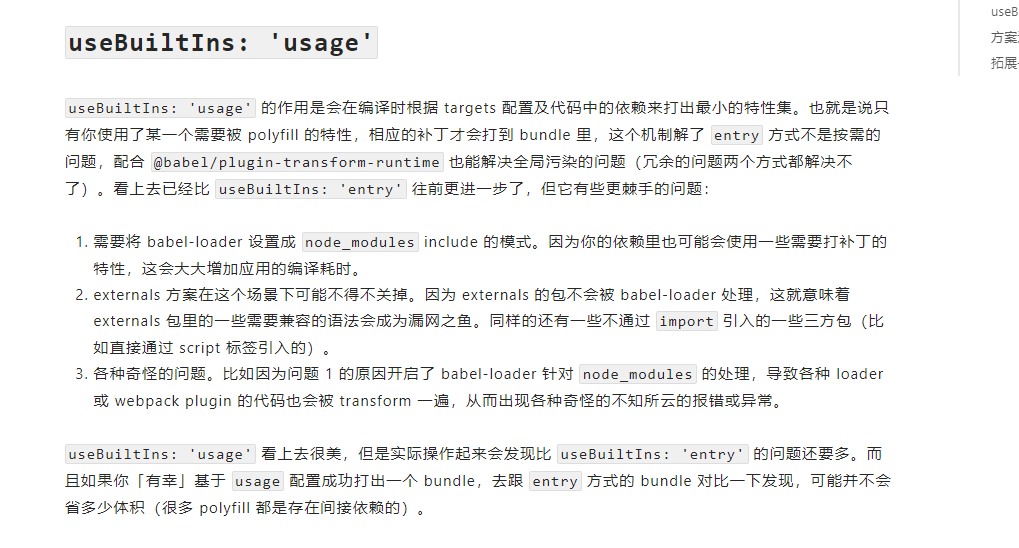 useBuiltIns: 'usage'
useBuiltIns: 'usage' 的作用是会在编译时根据 targets 配置及代码中的依赖来打出最小的特性集。也就是说只
有你使用了某一个需要被 polyfill 的特性，相应的补丁才会打到 bundle 里，这个机制解了 entry 方式不是按需的
问题，配合 @babel/plugin-transform-runtime 也能解决全局污染的问题（冗余的问题两个方式都解决不
了）。看上去已经比 useBuiltIns: 'entry' 往前更进一步了，但它有些更棘手的问题：
1. 需要将 babel-loader 设置成 node_modules include 的模式。因为你的依赖里也可能会使用一些需要打补丁的
特性，这会大大增加应用的编译耗时。
2. externals 方案在这个场景下可能不得不关掉。因为 externals 的包不会被 babel-loader 处理，这就意味着
externals 包里的一些需要兼容的语法会成为漏网之鱼。同样的还有一些不通过 import 引入的一些三方包（比
如直接通过 script 标签引入的）。
3. 各种奇怪的问题。比如因为问题 1 的原因开启了 babel-loader 针对 node_modules 的处理，导致各种 loader
或 webpack plugin 的代码也会被 transform 一遍，从而出现各种奇怪的不知所云的报错或异常。
useBuiltIns: 'usage' 看上去很美，但是实际操作起来会发现比 useBuiltIns: 'entry' 的问题还要多。而
且如果你「有幸」基于 usage 配置成功打出一个 bundle，去跟 entry 方式的 bundle 对比一下发现，可能并不会
省多少体积（很多 polyfill 都是存在间接依赖的）。
useB
方案
拓展